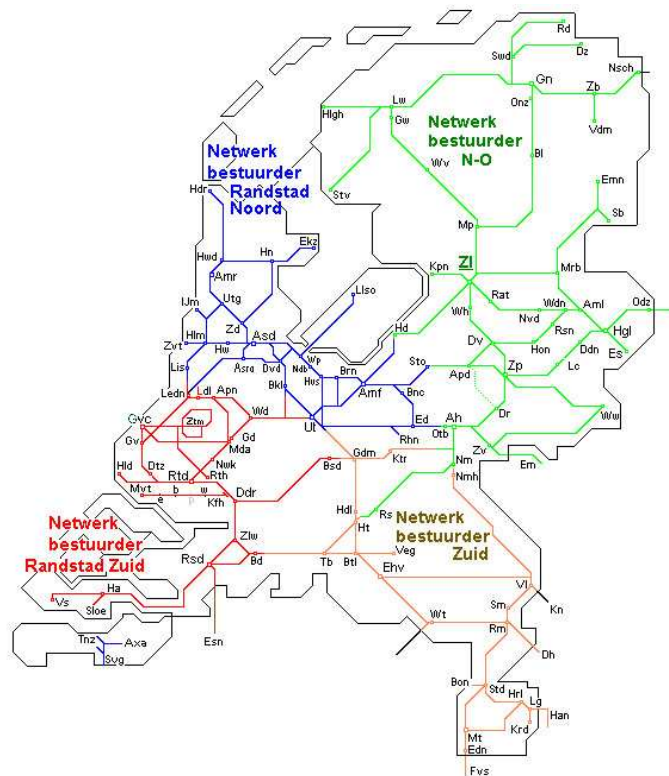 Rd
Swd
Dz
Nsch
Gn
Zb
Hlgh
Lw
Onz
Gw
Vdm
Netwerk
bestuurder
N-O
Netwerk
bestuurder
Randstad
Noord
Wv
Bl
Stv
Emn
Hdr
Sb
Mp
Ekz
Hwd
Hn
Kpn
Zl
Mrb
Amr
Llso
Rat
Utg
IJm
Wh
Nvd
Wdn
Aml
Odz
Zd
Hd
Hgl
Zvt
Hlm
Hw
Asd
Dv
Rsn
Hon
Ddn
Es
Wp
Lis
Asra
Dvd
Ndb
Hvs
Brn
Sto
Apd
Zp
Lc
Bkl
Ledn
Ldl
Apn
Amf
Bnc
Dr
Ww
Gvc
Ztm
Wd
Ut
Ed
Otb
Ah
Gv
Gd
Mda
Rhn
Zv
Em
Gdm
Nwk
Bsd
Ktr
Nm
Hld
Dtz
Rtd
Rth
Nmh
Mvt
e
b
p
w
Kfh
Ddr
Hdl
Rs
Ht
Netwerk
bestuurder
Randstad Zuid
Netwerk
bestuurder
Zuid
Zlw
Rsd
Bd
Tb
Btl
Veg
Ehv
Ha
Vl
Vs
Sloe
Kn
Sm
Wt
Rm
Tnz
Axa
Esn
Svg
Dh
Bon
Std
Hrl
Lg
Han
Krd
Mt
Edn
Fvs